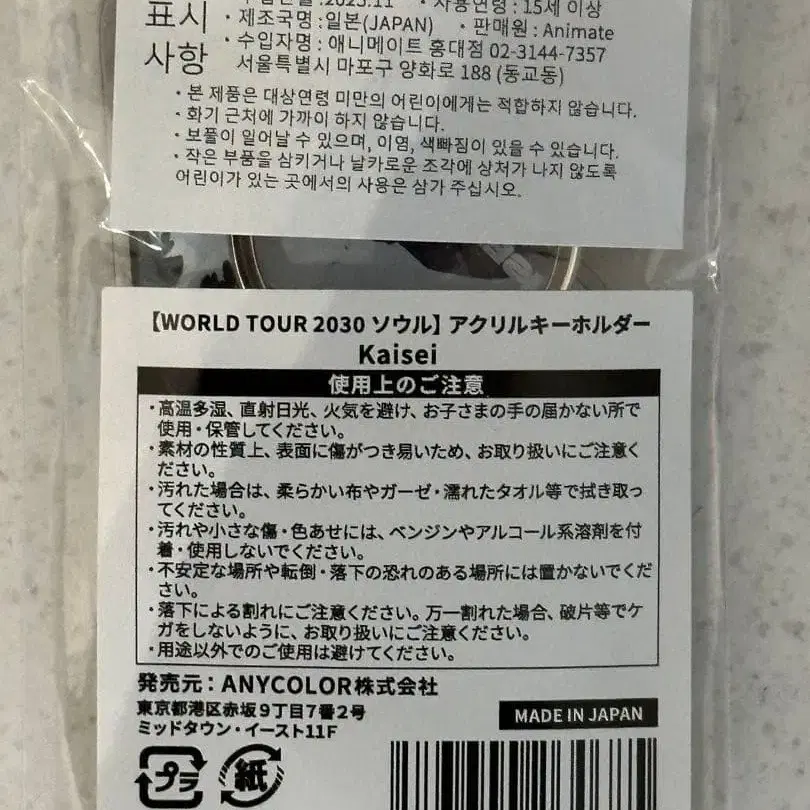 표시
사항
· 사용연령 : 15세 이상
· 제조국명 : 일본(JAPAN) · 판매원 : Animate
· 수입자명 : 애니메이트 홍대점 02-3144-7357
서울특별시 마포구 양화로 188 (동교동)
· 본 제품은 대상연령 미만의 어린이에게는 적합하지 않습니다.
· 화기 근처에 가까이 하지 않습니다.
· 보풀이 일어날 수 있으며, 이염, 색빠짐이 있을 수 있습니다.
· 작은 부품을 삼키거나 날카로운 조각에 상처가 나지 않도록
어린이가 있는 곳에서의 사용은 삼가 주십시오.
【WORLD TOUR 2030 ソウル】アクリルキーホルダー
Kaisei
使用上のご注意
・高温多湿、直射日光、火気を避け、お子さまの手の届かない所で
使用・保管してください。
・素材の性質上、表面に傷がつき易いため、お取り扱いにご注意く
ださい。
・汚れた場合は、柔らかい布やガーゼ・濡れたタオル等で拭き取っ
てください。
・汚れや小さな傷・色あせには、ベンジンやアルコール系溶剤を付
着・使用しないでください。
・不安定な場所や転倒・落下の恐れのある場所には置かないでくだ
さい。
・落下による割れにご注意ください。万一割れた場合、破片等でケ
ガをしないように、お取り扱いにご注意ください。
・用途以外でのご使用は避けてください。
発売元：ANYCOLOR株式会社
東京都港区赤坂9丁目7番2号
ミッドタウン・イースト11F
MADE IN JAPAN
プラ
紙